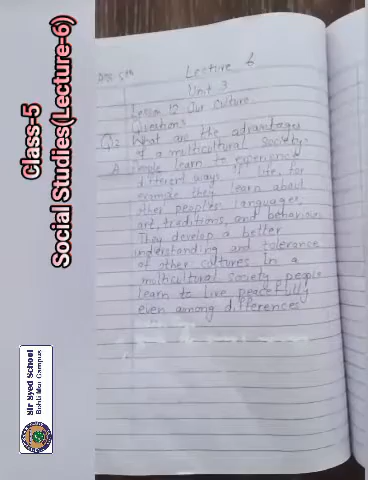 Class-5
Social Studies(Lecture-6)
Sir Syed School
Dec 5th
Lecture 6
Unit 3
Lesson 12 Our Culture
Questions
Q2 What are the advantages
of a multicultural society.
A People learn to experience
different ways of life, for
example they learn about
other peoples languages,
art, traditions, and behaviour.
They develop a better
understanding and tolerance
of other cultures. In a
multicultural society people
learn to live peacefully
even among differences